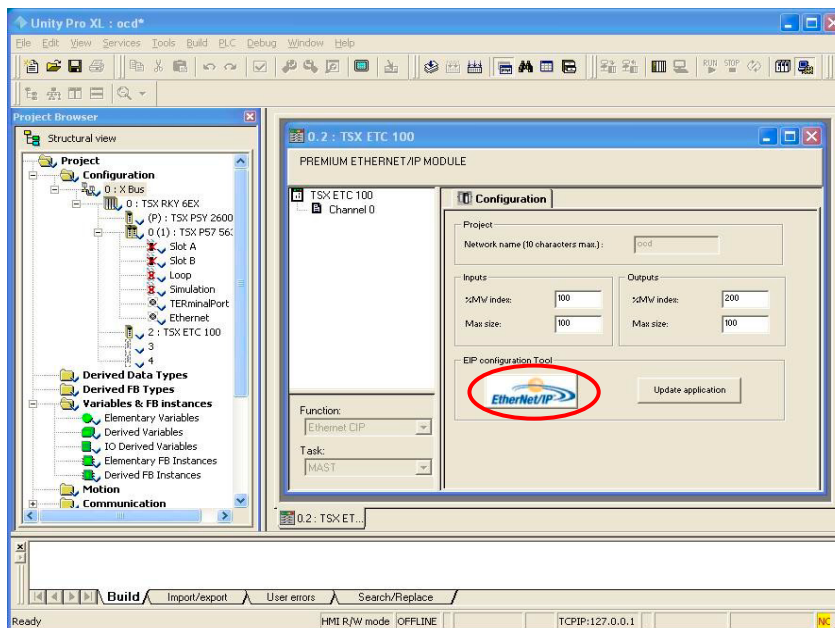 Unity Pro XL : ocd*
File Edit View Services Tools Build PLC Debug Window Help
RUN STOP
Project Browser
Structural view
Project
Configuration
0 : X Bus
0 : TSX RKY 6EX
(P) : TSX PSY 2600
0 (1) : TSX P57 563
Slot A
Slot B
Loop
Simulation
TERminalPort
Ethernet
2 : TSX ETC 100
3
4
Derived Data Types
Derived FB Types
Variables & FB instances
Elementary Variables
Derived Variables
IO Derived Variables
Elementary FB Instances
Derived FB Instances
Motion
Communication
0.2 : TSX ETC 100
PREMIUM ETHERNET/IP MODULE
TSX ETC 100
Channel 0
Function:
Ethernet CIP
Task:
MAST
Configuration
Project
Network name (10 characters max.) :
ocd
Inputs
%MW index: 100
Max size: 100
Outputs
%MW index: 200
Max size: 100
EIP configuration Tool
EtherNet/IP
Update application
0.2 : TSX ET...
Build Import/export User errors Search/Replace
Ready HMI R/W mode OFFLINE TCPIP:127.0.0.1 NC